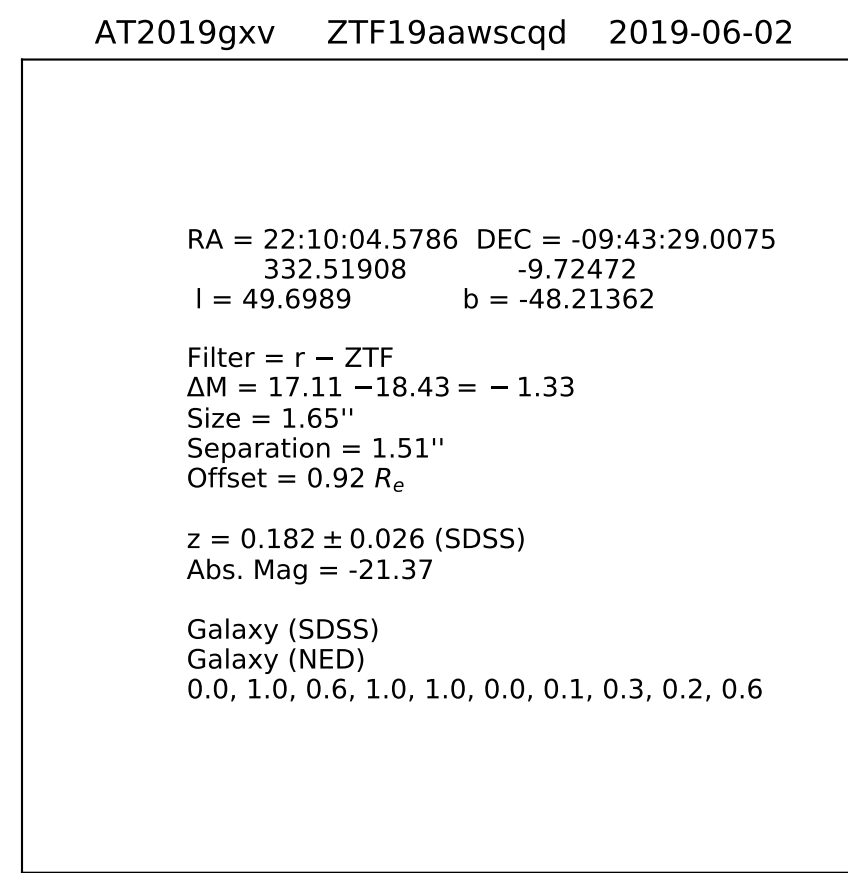 AT2019gxv ZTF19aawscqd 2019-06-02
RA = 22:10:04.5786 DEC = -09:43:29.0075
332.51908 -9.72472
l = 49.6989 b = -48.21362
Filter = r − ZTF
ΔM = 17.11 −18.43 = − 1.33
Size = 1.65''
Separation = 1.51''
Offset = 0.92 Rₑ
z = 0.182 ± 0.026 (SDSS)
Abs. Mag = -21.37
Galaxy (SDSS)
Galaxy (NED)
0.0, 1.0, 0.6, 1.0, 1.0, 0.0, 0.1, 0.3, 0.2, 0.6